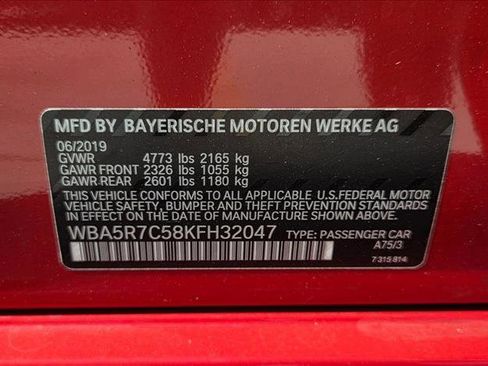 MFD BY BAYERISCHE MOTOREN WERKE AG
06/2019
GVWR 4773 lbs 2165 kg
GAWR FRONT 2326 lbs 1055 kg
GAWR REAR 2601 lbs 1180 kg
THIS VEHICLE CONFORMS TO ALL APPLICABLE U.S.FEDERAL MOTOR
VEHICLE SAFETY, BUMPER AND THEFT PREVENTION STANDARDS
IN EFFECT ON THE DATE OF MANUFACTURE SHOWN ABOVE.
WBA5R7C58KFH32047 TYPE: PASSENGER CAR
A75/3
7 315 814